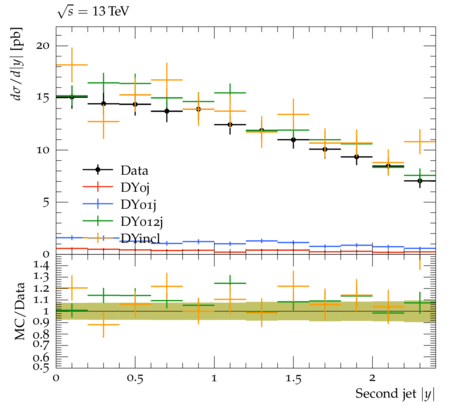 √s = 13 TeV
dσ/d|y| [pb]
20
15
10
5
0
Data
DY0j
DY01j
DY012j
DYincl
MC/Data
1.4
1.3
1.2
1.1
1
0.9
0.8
0.7
0.6
0.5
0 0.5 1 1.5 2
Second jet |y|